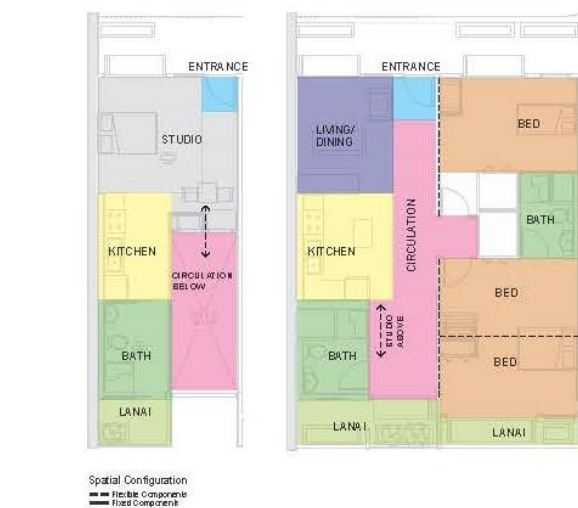 ENTRANCE
STUDIO
KITCHEN
CIRCULATION
BELOW
BATH
LANAI
ENTRANCE
LIVING/
DINING
BED
BATH
KITCHEN
CIRCULATION
BED
STUDIO
ABOVE
BATH
BED
LANAI
LANAI
Spatial Configuration
Flexible Components
Fixed Components